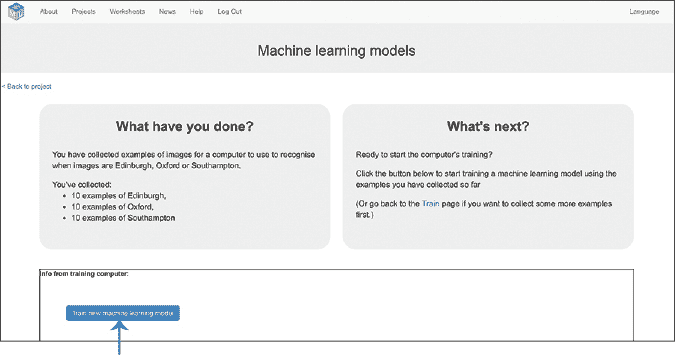 About Projects Worksheets News Help Log Out Language
Machine learning models
< Back to project
What have you done?
You have collected examples of images for a computer to use to recognise
when images are Edinburgh, Oxford or Southampton.
You've collected:
• 10 examples of Edinburgh,
• 10 examples of Oxford,
• 10 examples of Southampton
What's next?
Ready to start the computer's training?
Click the button below to start training a machine learning model using the
examples you have collected so far
(Or go back to the Train page if you want to collect some more examples
first.)
Info from training computer:
Train new machine learning model